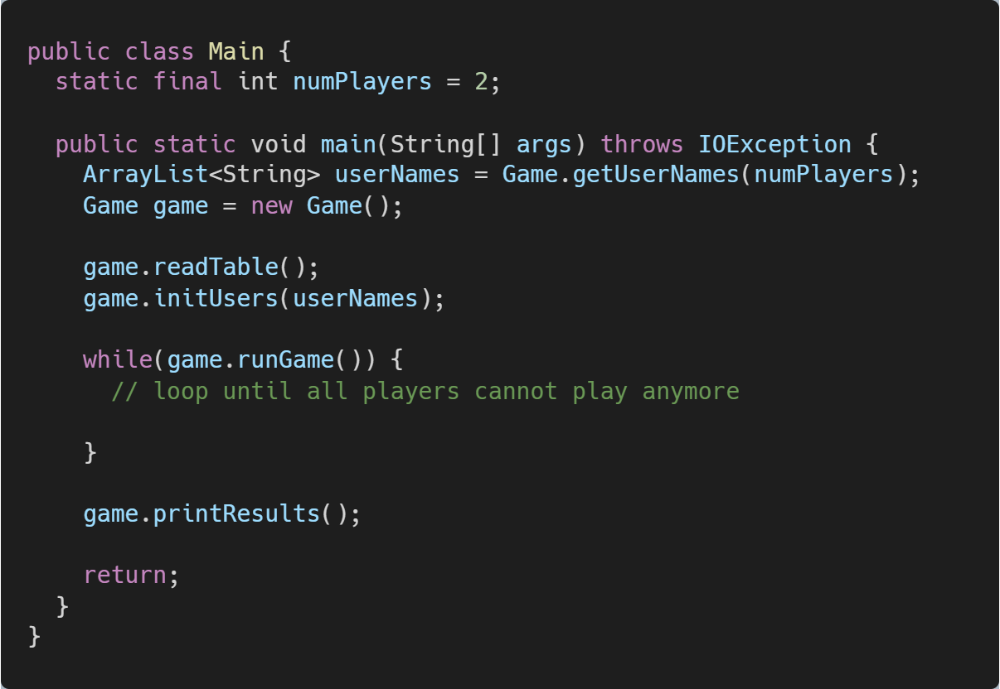 public class Main {
  static final int numPlayers = 2;

  public static void main(String[] args) throws IOException {
    ArrayList<String> userNames = Game.getUserNames(numPlayers);
    Game game = new Game();

    game.readTable();
    game.initUsers(userNames);

    while(game.runGame()) {
      // loop until all players cannot play anymore

    }

    game.printResults();

    return;
  }
}